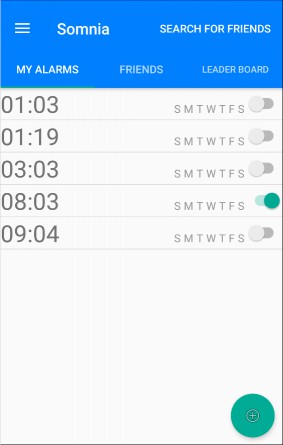 Somnia SEARCH FOR FRIENDS
MY ALARMS FRIENDS LEADER BOARD
01:03 S M T W T F S
01:19 S M T W T F S
03:03 S M T W T F S
08:03 S M T W T F S
09:04 S M T W T F S